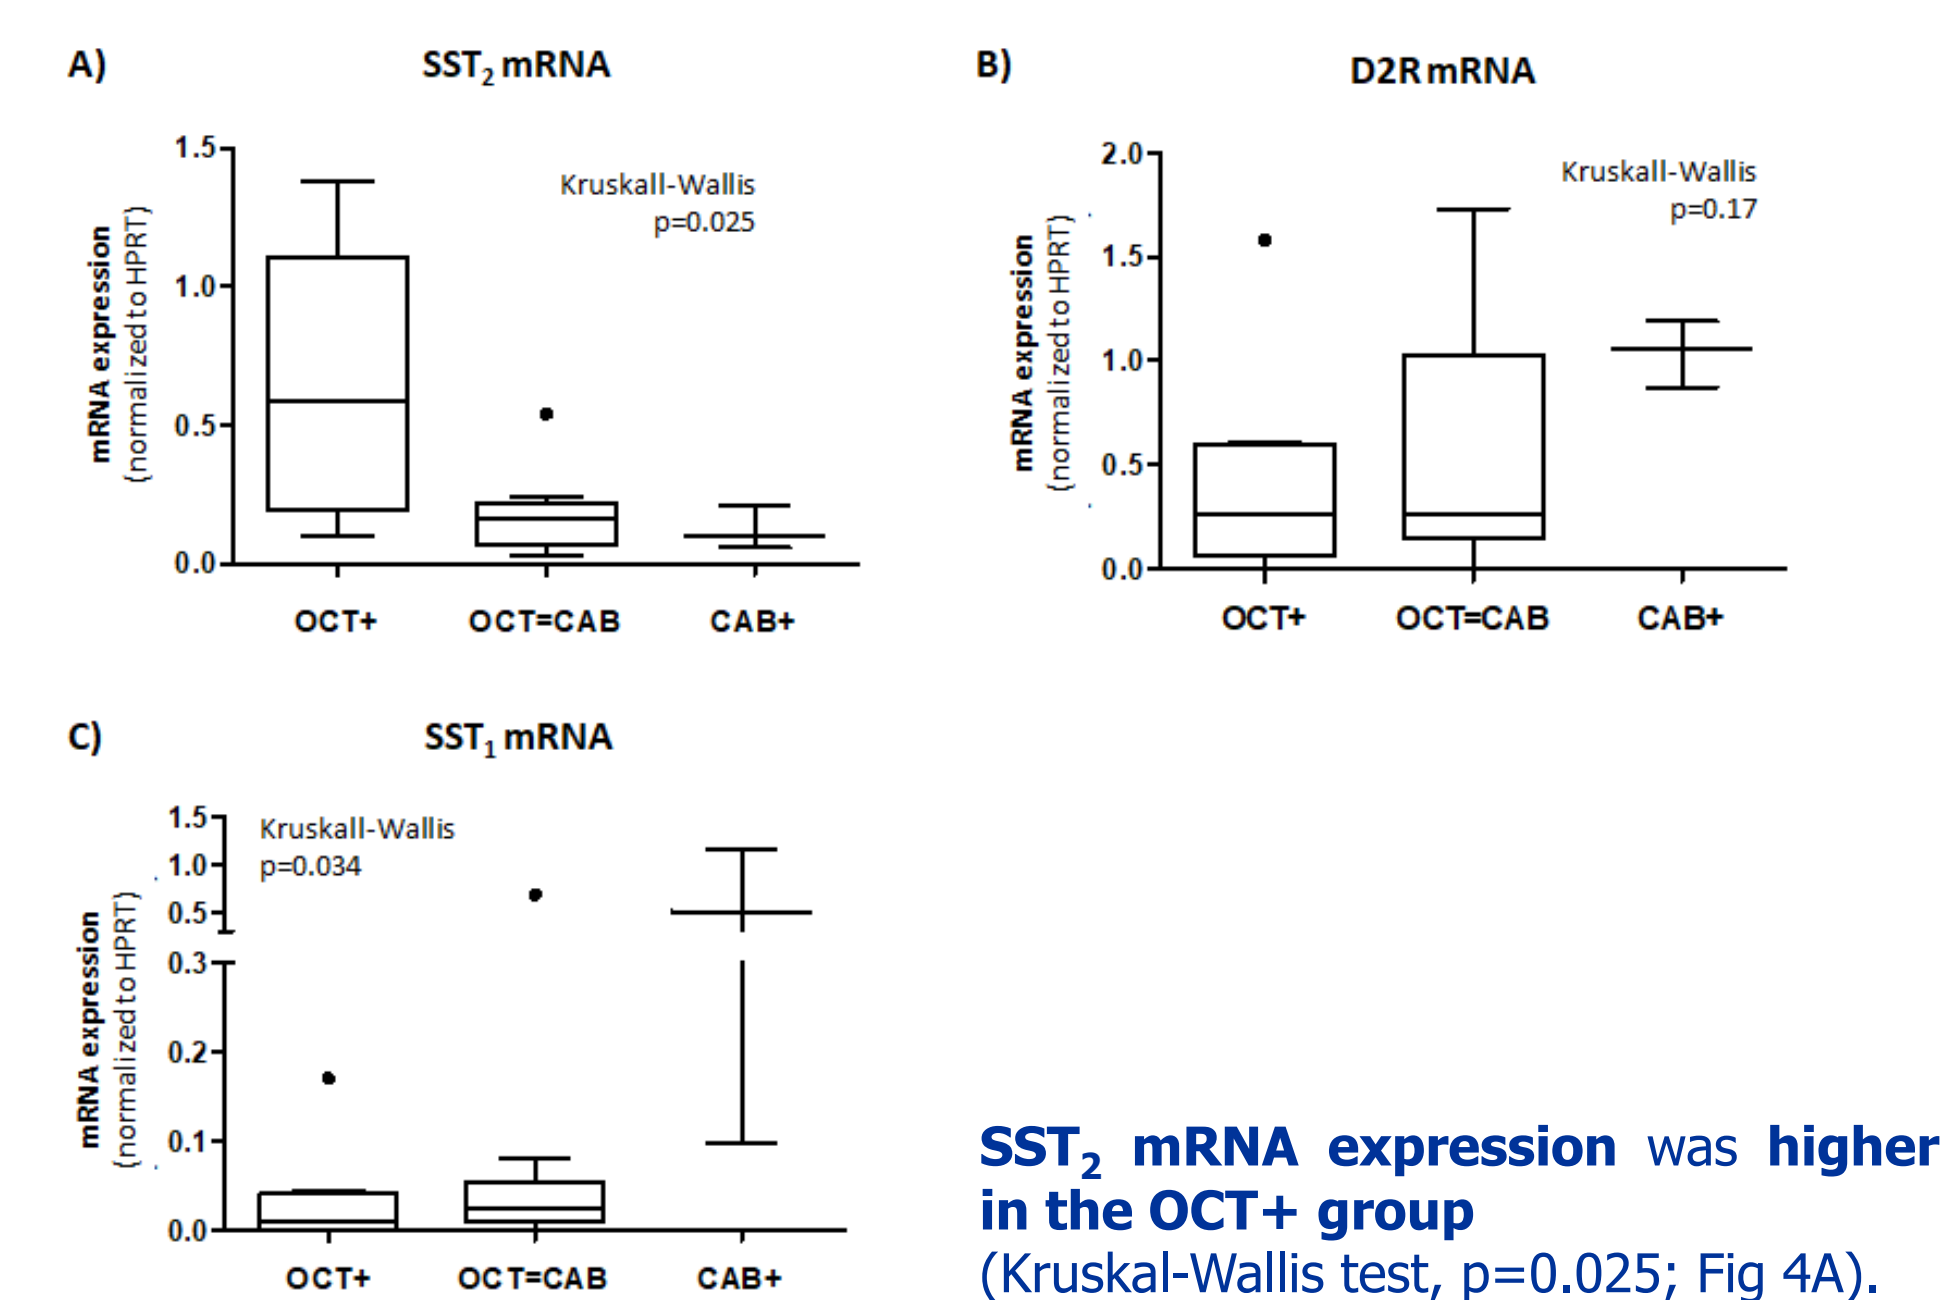 A)
SST₂ mRNA
Kruskall-Wallis
p=0.025
mRNA expression
(normalized to HPRT)
1.5
1.0
0.5
0.0
OCT+ OCT=CAB CAB+
B)
D2R mRNA
Kruskall-Wallis
p=0.17
mRNA expression
(normalized to HPRT)
2.0
1.5
1.0
0.5
0.0
OCT+ OCT=CAB CAB+
C)
SST₁ mRNA
Kruskall-Wallis
p=0.034
mRNA expression
(normalized to HPRT)
1.5
1.0
0.5
0.3
0.2
0.1
0.0
OCT+ OCT=CAB CAB+
SST₂ mRNA expression was higher
in the OCT+ group
(Kruskal-Wallis test, p=0.025; Fig 4A).